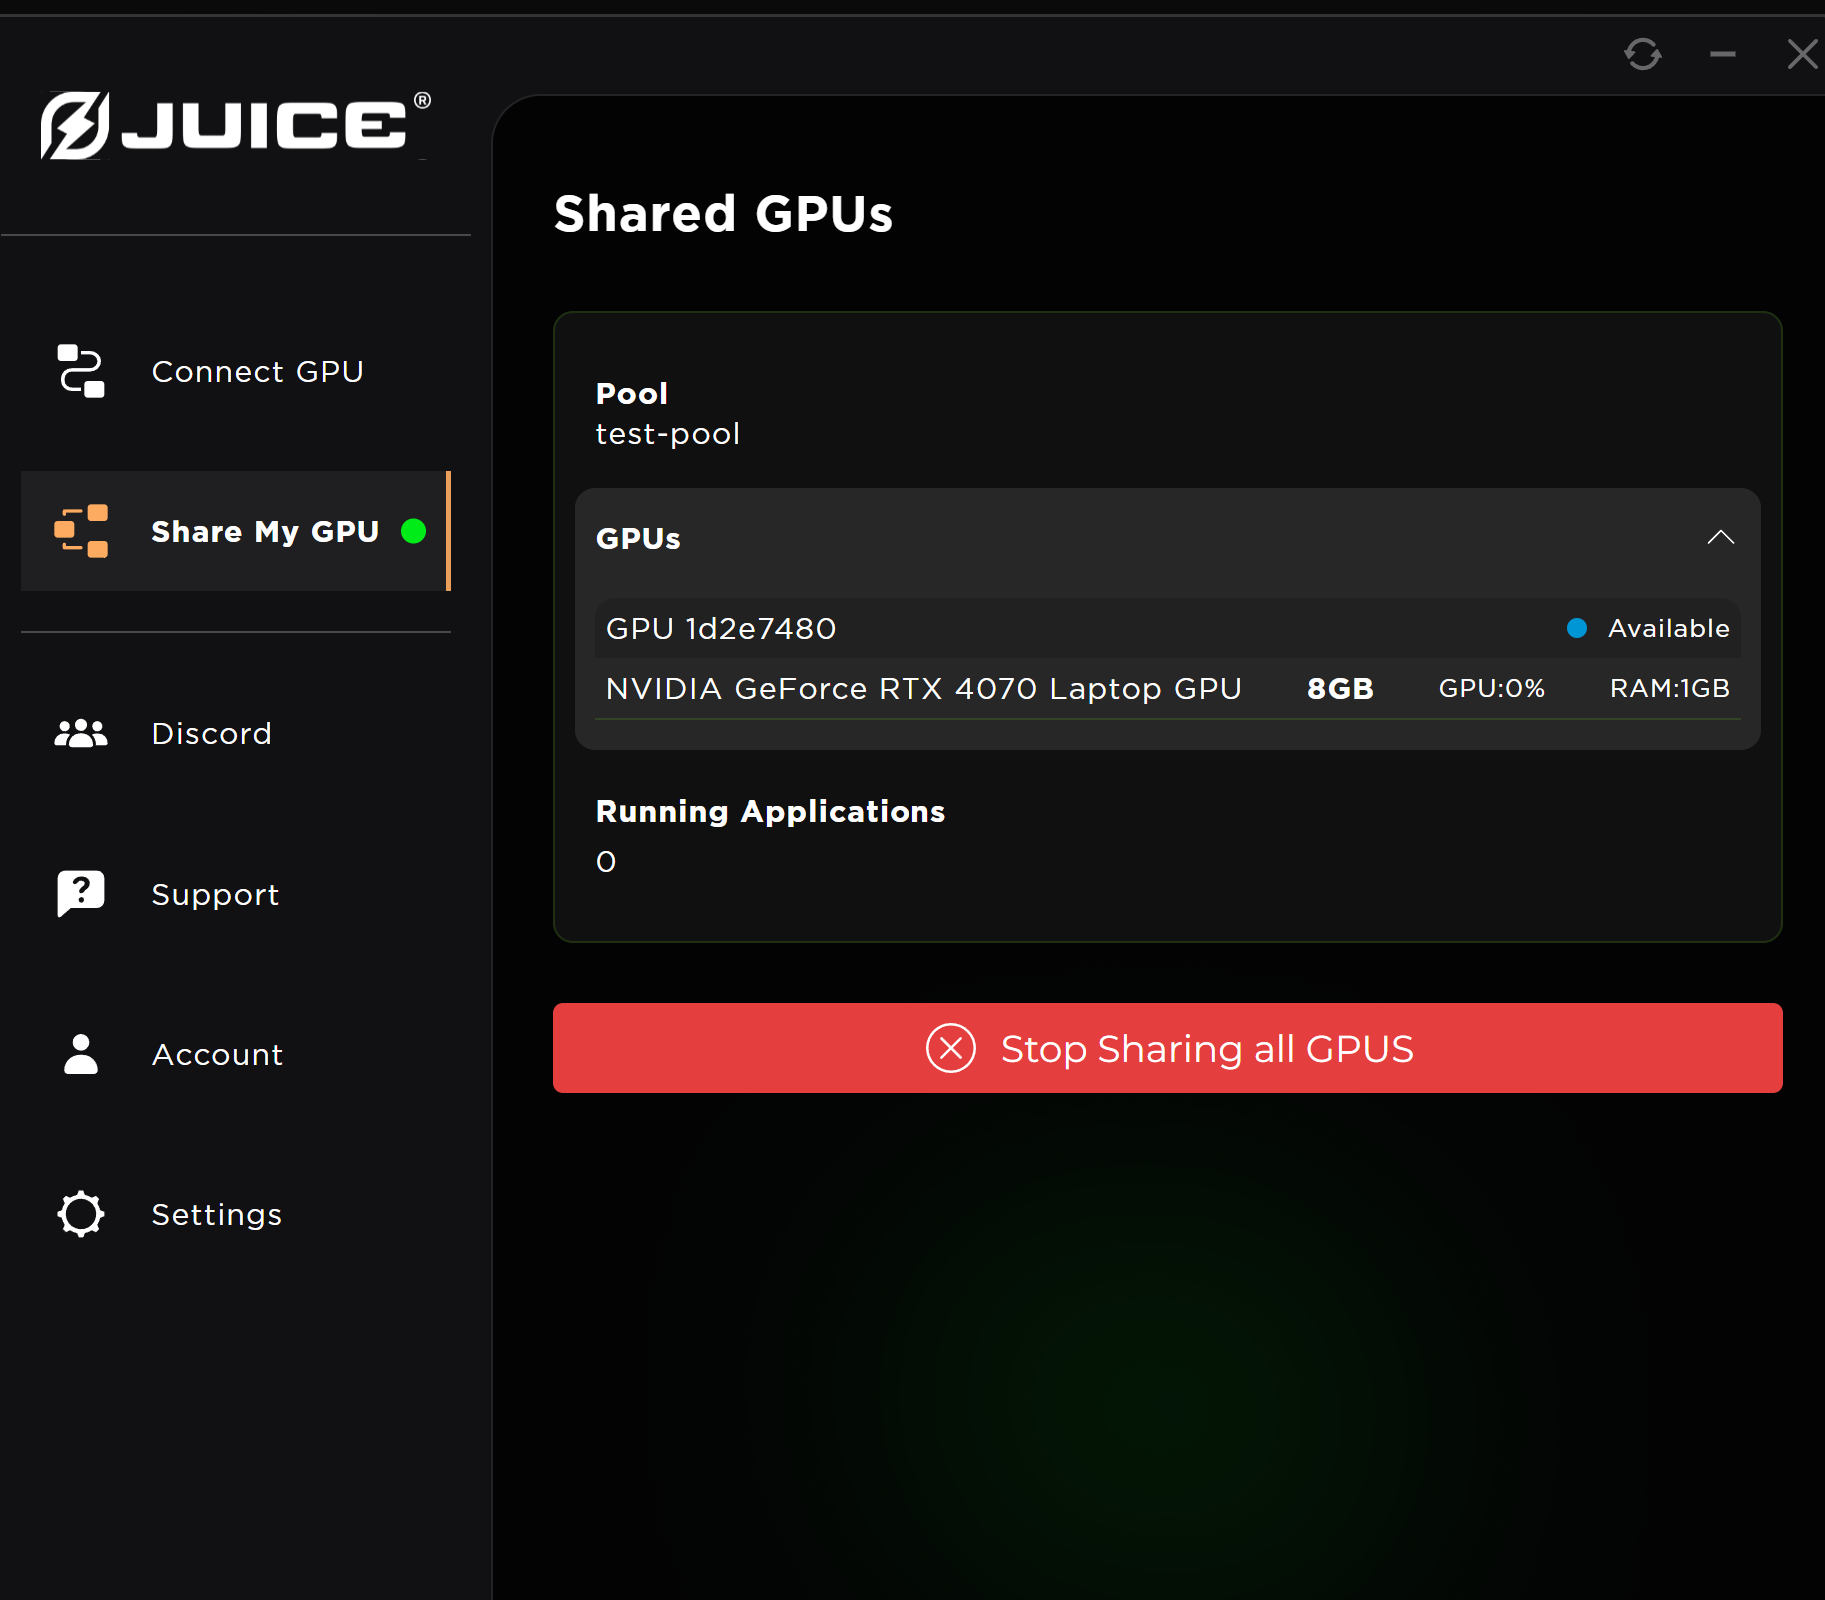 JUICE®
Connect GPU
Share My GPU
Discord
Support
Account
Settings
Shared GPUs
Pool
test-pool
GPUs
GPU 1d2e7480 Available
NVIDIA GeForce RTX 4070 Laptop GPU 8GB GPU:0% RAM:1GB
Running Applications
0
Stop Sharing all GPUS